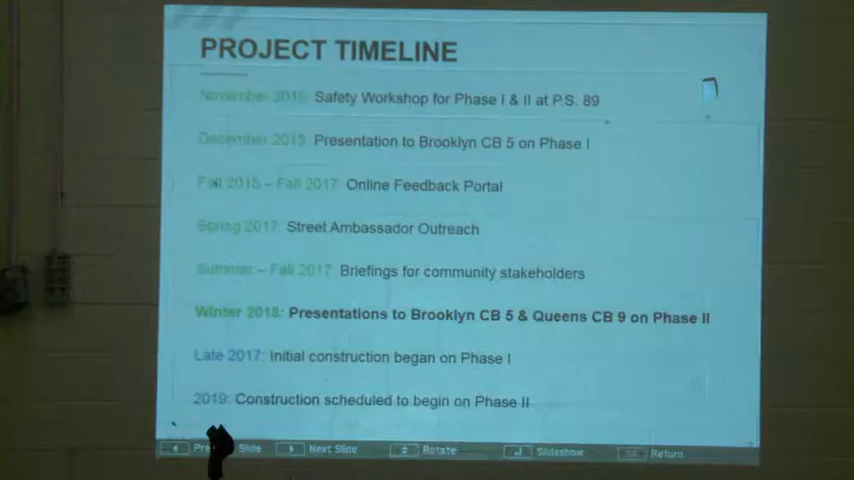 PROJECT TIMELINE
November 2015: Safety Workshop for Phase I & II at P.S. 89
December 2015: Presentation to Brooklyn CB 5 on Phase I
Fall 2015 – Fall 2017: Online Feedback Portal
Spring 2017: Street Ambassador Outreach
Summer – Fall 2017: Briefings for community stakeholders
Winter 2018: Presentations to Brooklyn CB 5 & Queens CB 9 on Phase II
Late 2017: Initial construction began on Phase I
2019: Construction scheduled to begin on Phase II
Slide Next Slide Rotate Slideshow Return